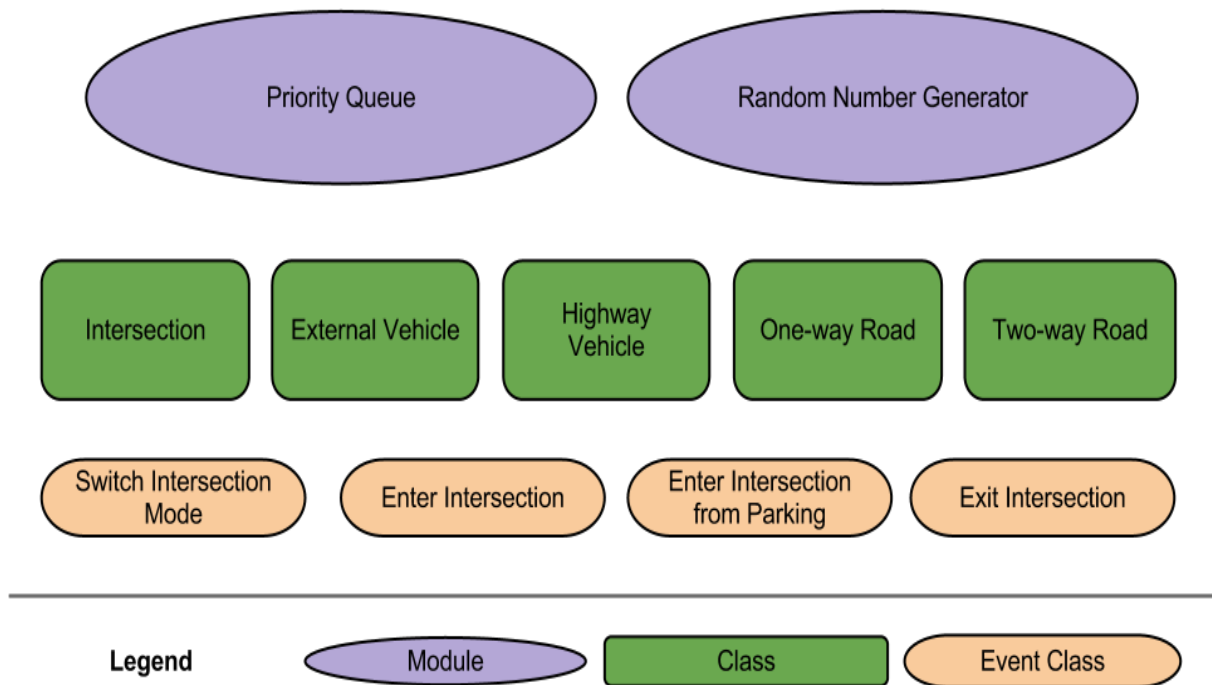 Priority Queue
Random Number Generator
Intersection
External Vehicle
Highway
Vehicle
One-way Road
Two-way Road
Switch Intersection
Mode
Enter Intersection
Enter Intersection
from Parking
Exit Intersection
Legend
Module
Class
Event Class